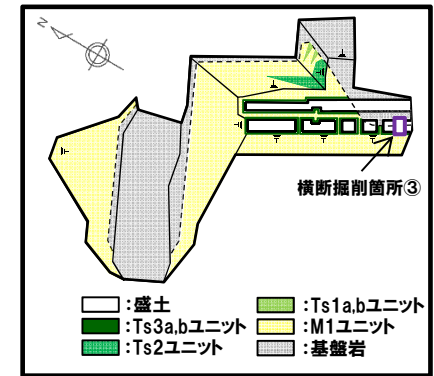 N
横断掘削箇所③
:盛土
:Ts1a,bユニット
:Ts3a,bユニット
:M1ユニット
:Ts2ユニット
:基盤岩